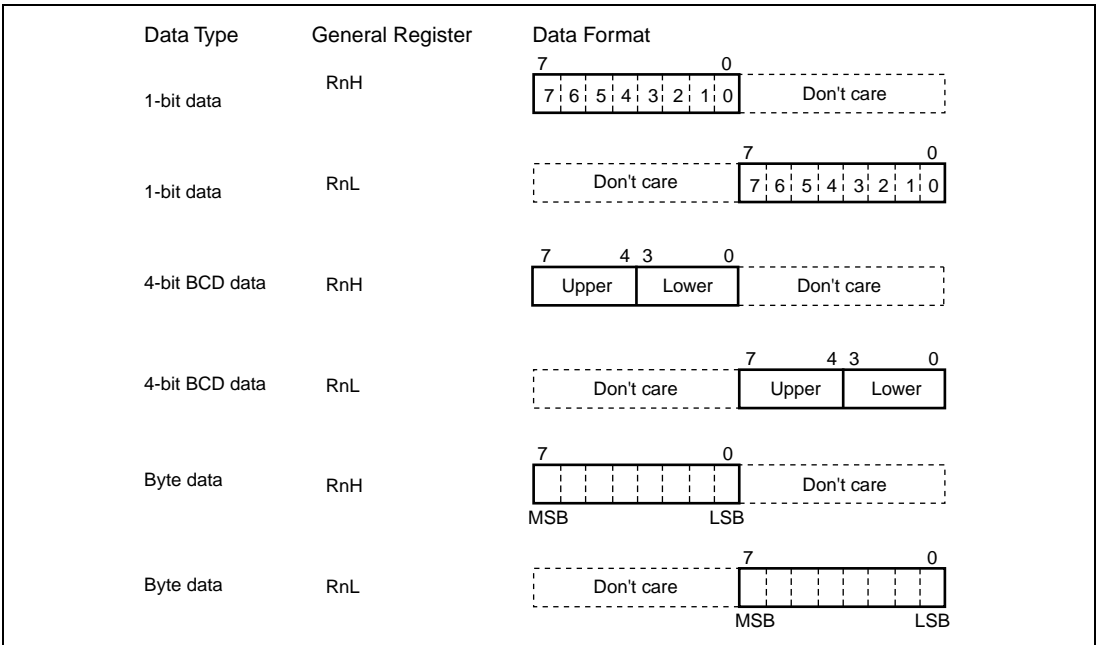 Data Type General Register Data Format
7 0
1-bit data RnH 7 6 5 4 3 2 1 0 Don't care
7 0
1-bit data RnL Don't care 7 6 5 4 3 2 1 0
7 4 3 0
4-bit BCD data RnH Upper Lower Don't care
7 4 3 0
4-bit BCD data RnL Don't care Upper Lower
7 0
Byte data RnH Don't care
MSB LSB
7 0
Byte data RnL Don't care
MSB LSB